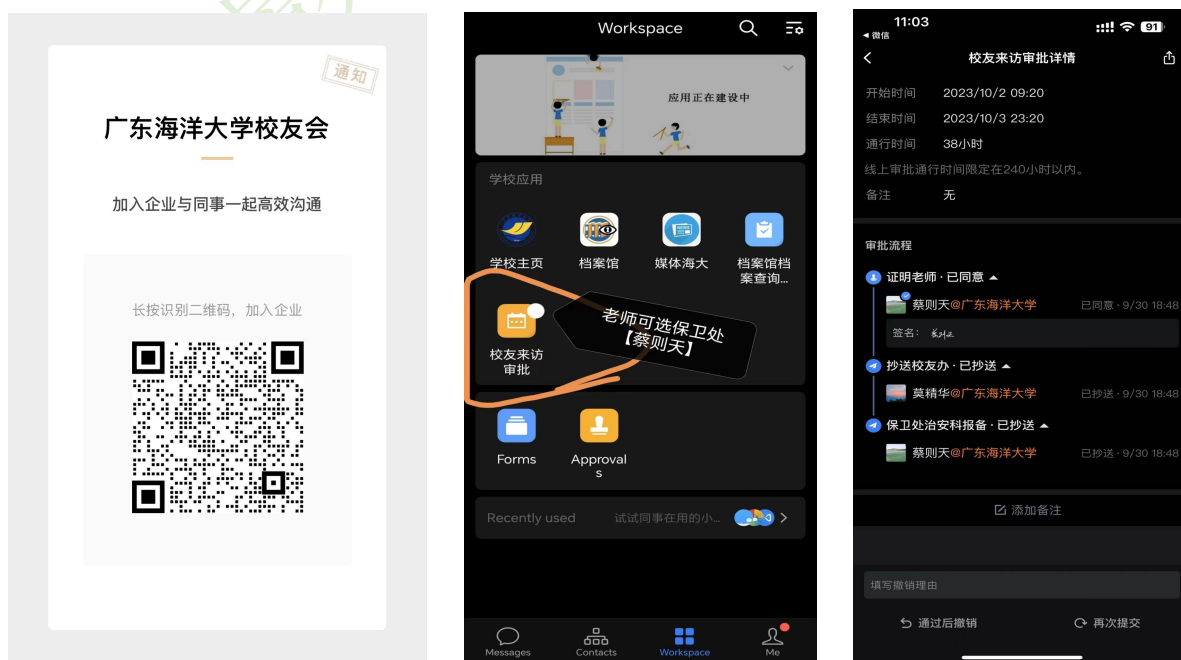 通知
广东海洋大学校友会
加入企业与同事一起高效沟通
长按识别二维码，加入企业
Workspace
应用正在建设中
学校应用
学校主页
档案馆
媒体海大
档案馆档
案查询...
校友来访
审批
老师可选保卫处
【蔡则天】
Forms
Approval
s
Recently used
试试同事在用的小...
Messages
Contacts
Workspace
Me
11:03
91
微信
校友来访审批详情
开始时间 2023/10/2 09:20
结束时间 2023/10/3 23:20
通行时间 38小时
线上审批通行时间限定在240小时以内。
备注 无
审批流程
证明老师·已同意
蔡则天@广东海洋大学 已同意·9/30 18:48
签名：
抄送校友办·已抄送
莫精华@广东海洋大学 已抄送·9/30 18:48
保卫处治安科报备·已抄送
蔡则天@广东海洋大学 已抄送·9/30 18:48
添加备注
填写撤销理由
通过后撤销
再次提交